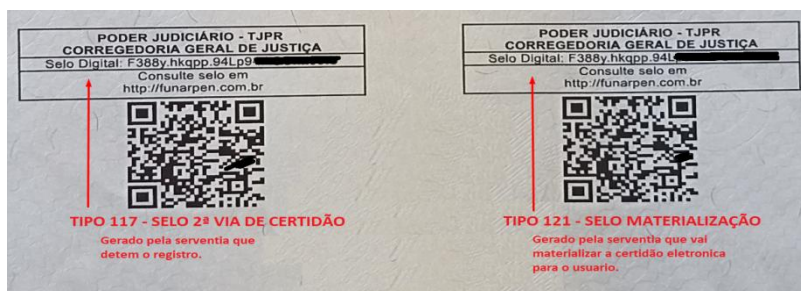 PODER JUDICIÁRIO - TJPR
CORREGEDORIA GERAL DE JUSTIÇA
Selo Digital: F388y.hkqpp.94Lp9
Consulte selo em
http://funarpen.com.br
TIPO 117 - SELO 2ª VIA DE CERTIDÃO
Gerado pela serventia que
detem o registro.
PODER JUDICIÁRIO - TJPR
CORREGEDORIA GERAL DE JUSTIÇA
Selo Digital: F388y.hkqpp.94L
Consulte selo em
http://funarpen.com.br
TIPO 121 - SELO MATERIALIZAÇÃO
Gerado pela serventia que vai
materializar a certidão eletronica
para o usuario.